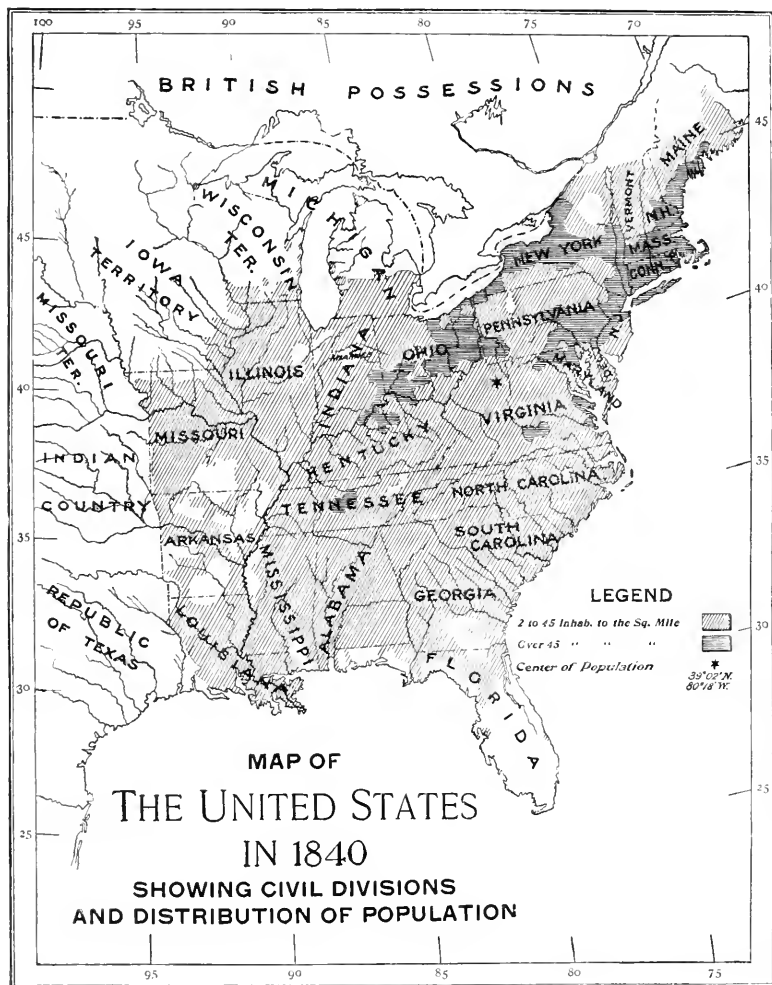 100 90 85 80 75 70
BRITISH POSSESSIONS
45
MAINE
VERMONT
N.H.
MASS.
CONN.
NEW YORK
MICHIGAN
WISCONSIN
TER.
45
IOWA
TERRITORY
40
PENNSYLVANIA
N.J.
MISSOURI
TER.
OHIO
INDIANA
ILLINOIS
MARYLAND
40
VIRGINIA
MISSOURI
KENTUCKY
INDIAN
COUNTRY
35
TENNESSEE
NORTH CAROLINA
SOUTH
CAROLINA
35
ARKANSAS
MISSISSIPPI
ALABAMA
GEORGIA
REPUBLIC
OF TEXAS
LOUISIANA
FLORIDA
30
LEGEND
2 to 45 Inhab. to the Sq. Mile
Over 45 " " "
Center of Population
39°02'N.
80°18'W.
30
MAP OF
THE UNITED STATES
IN 1840
SHOWING CIVIL DIVISIONS
AND DISTRIBUTION OF POPULATION
25
25
95 90 85 80 75